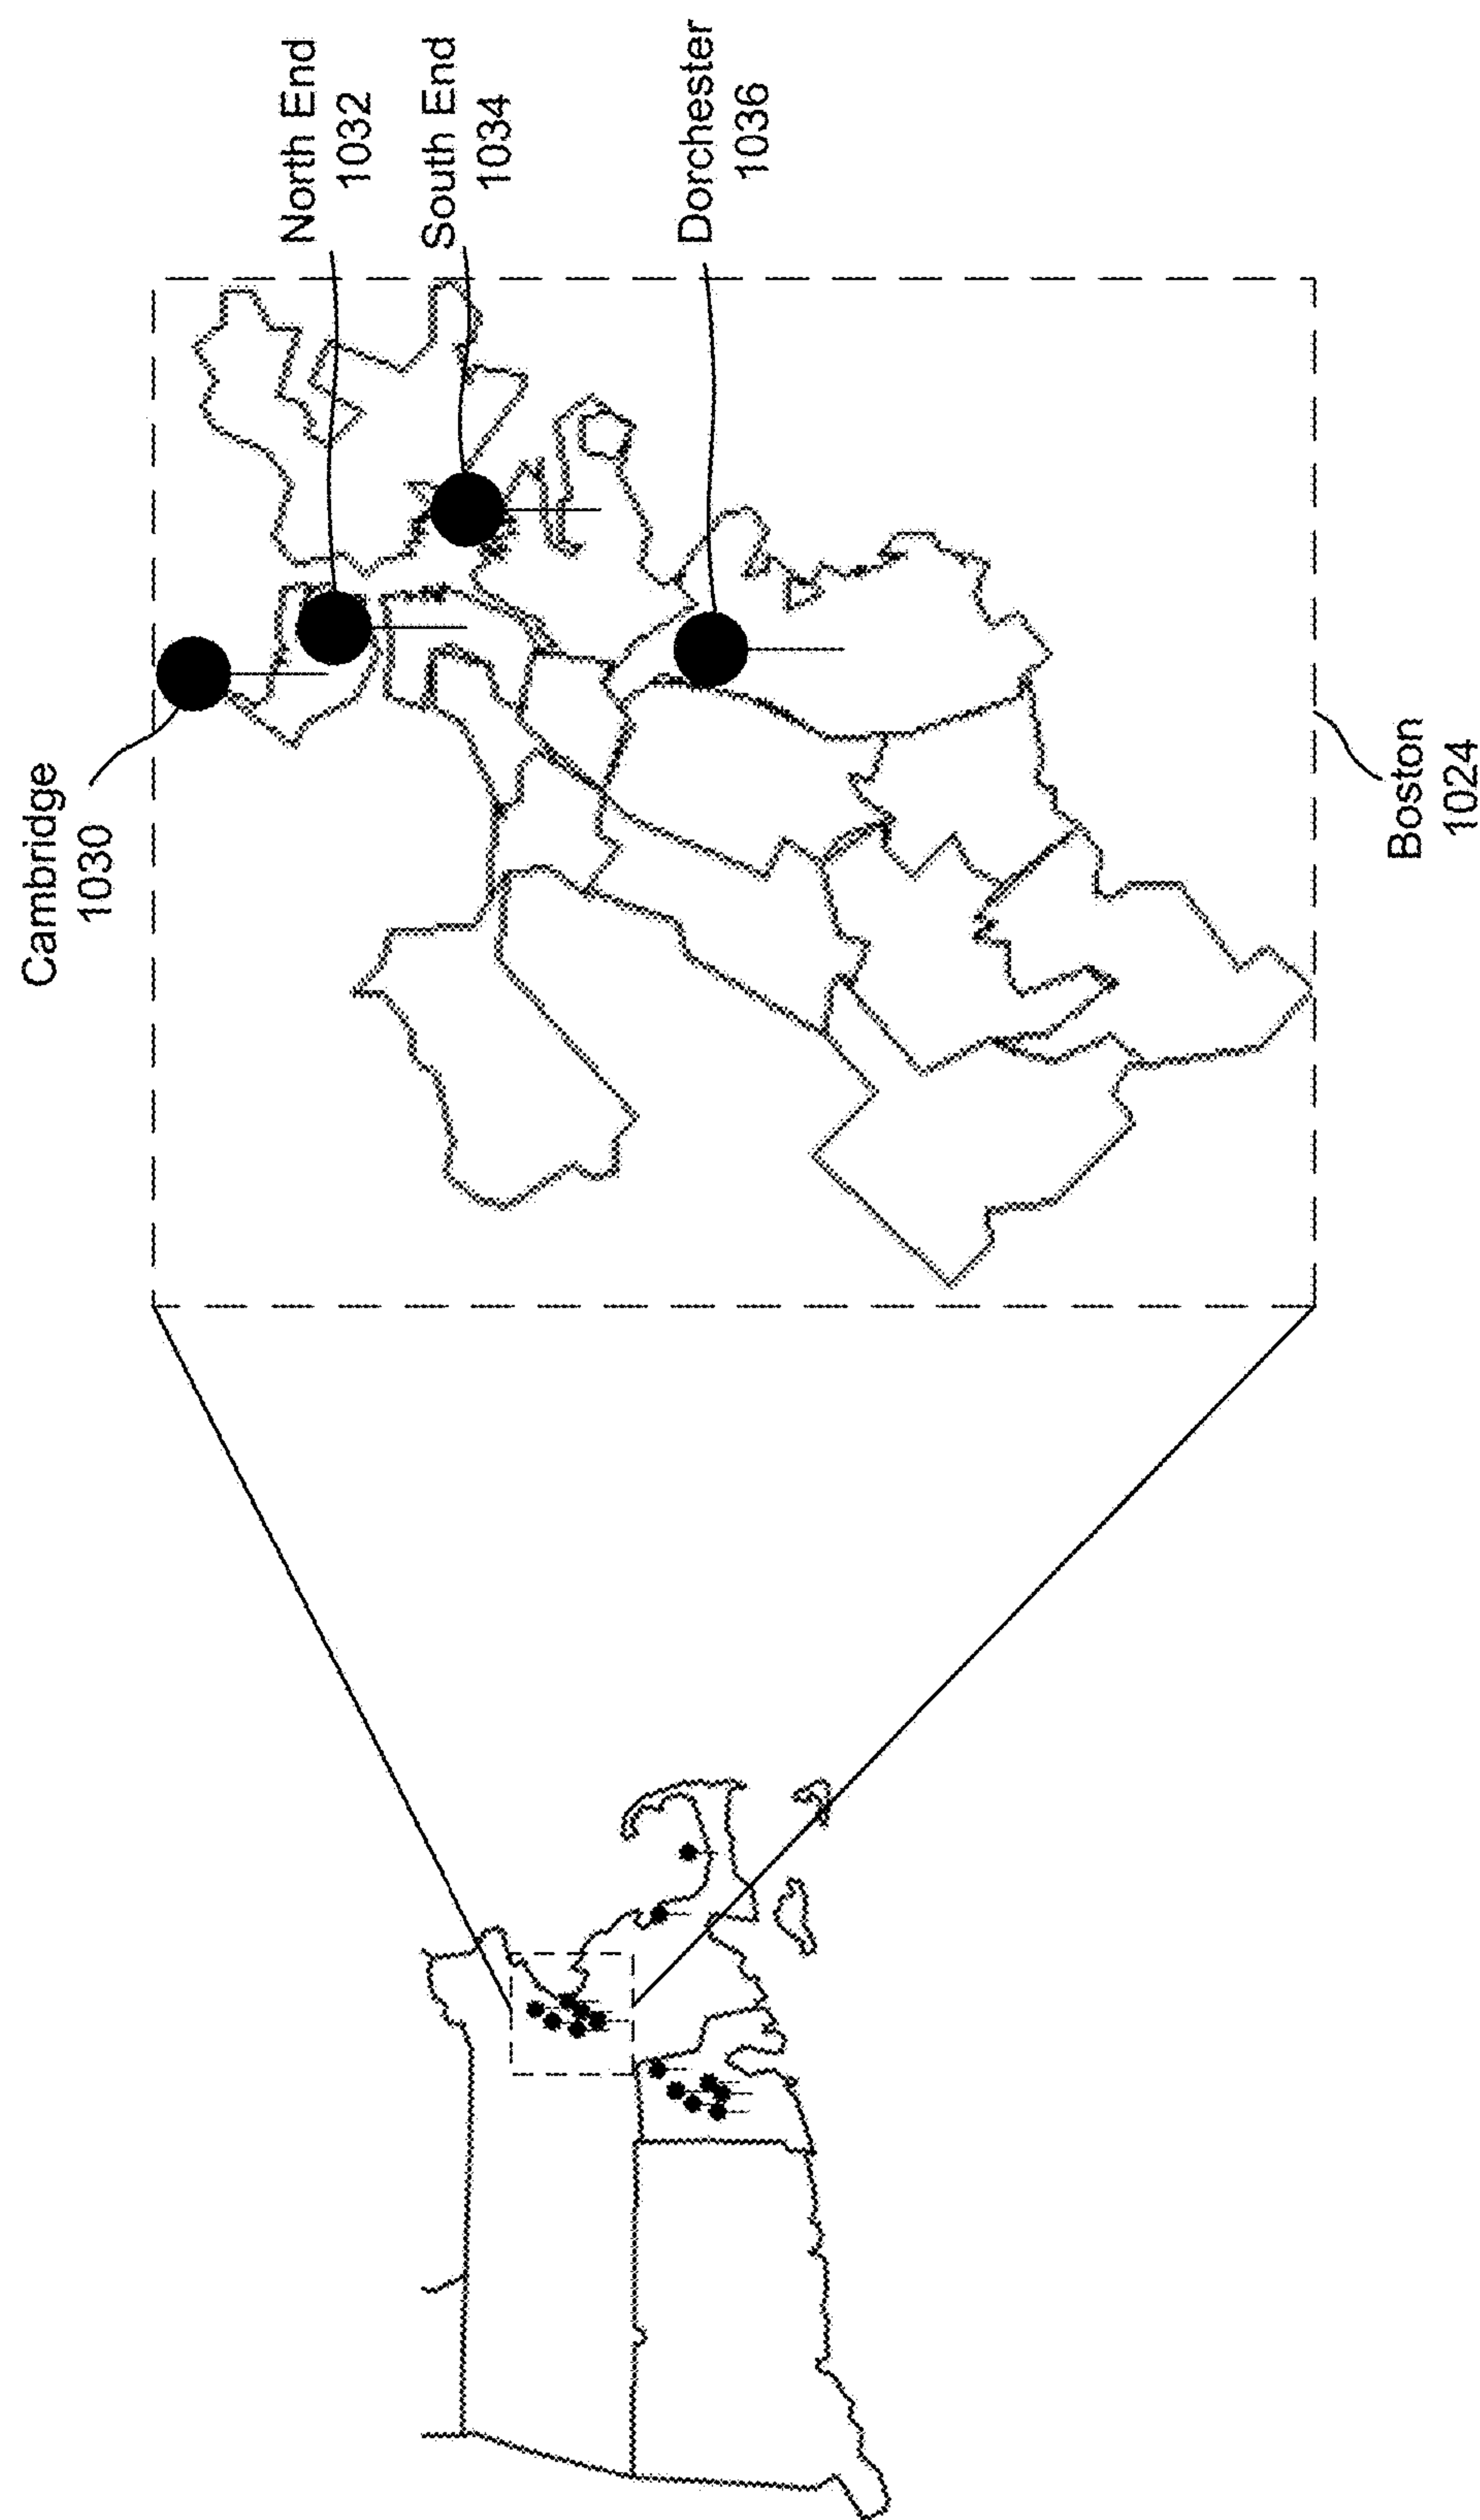 Cambridge
1030
North End
1032
South End
1034
Dorchester
1036
Boston
1024